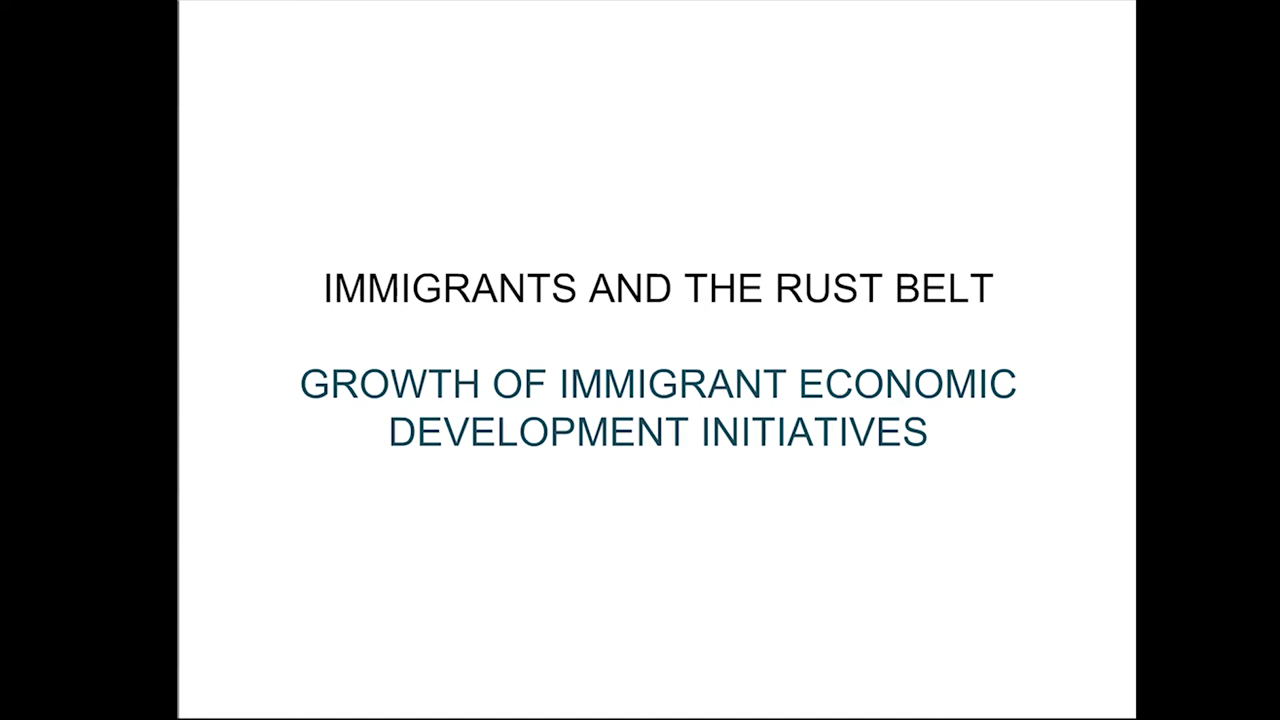 IMMIGRANTS AND THE RUST BELT
GROWTH OF IMMIGRANT ECONOMIC
DEVELOPMENT INITIATIVES